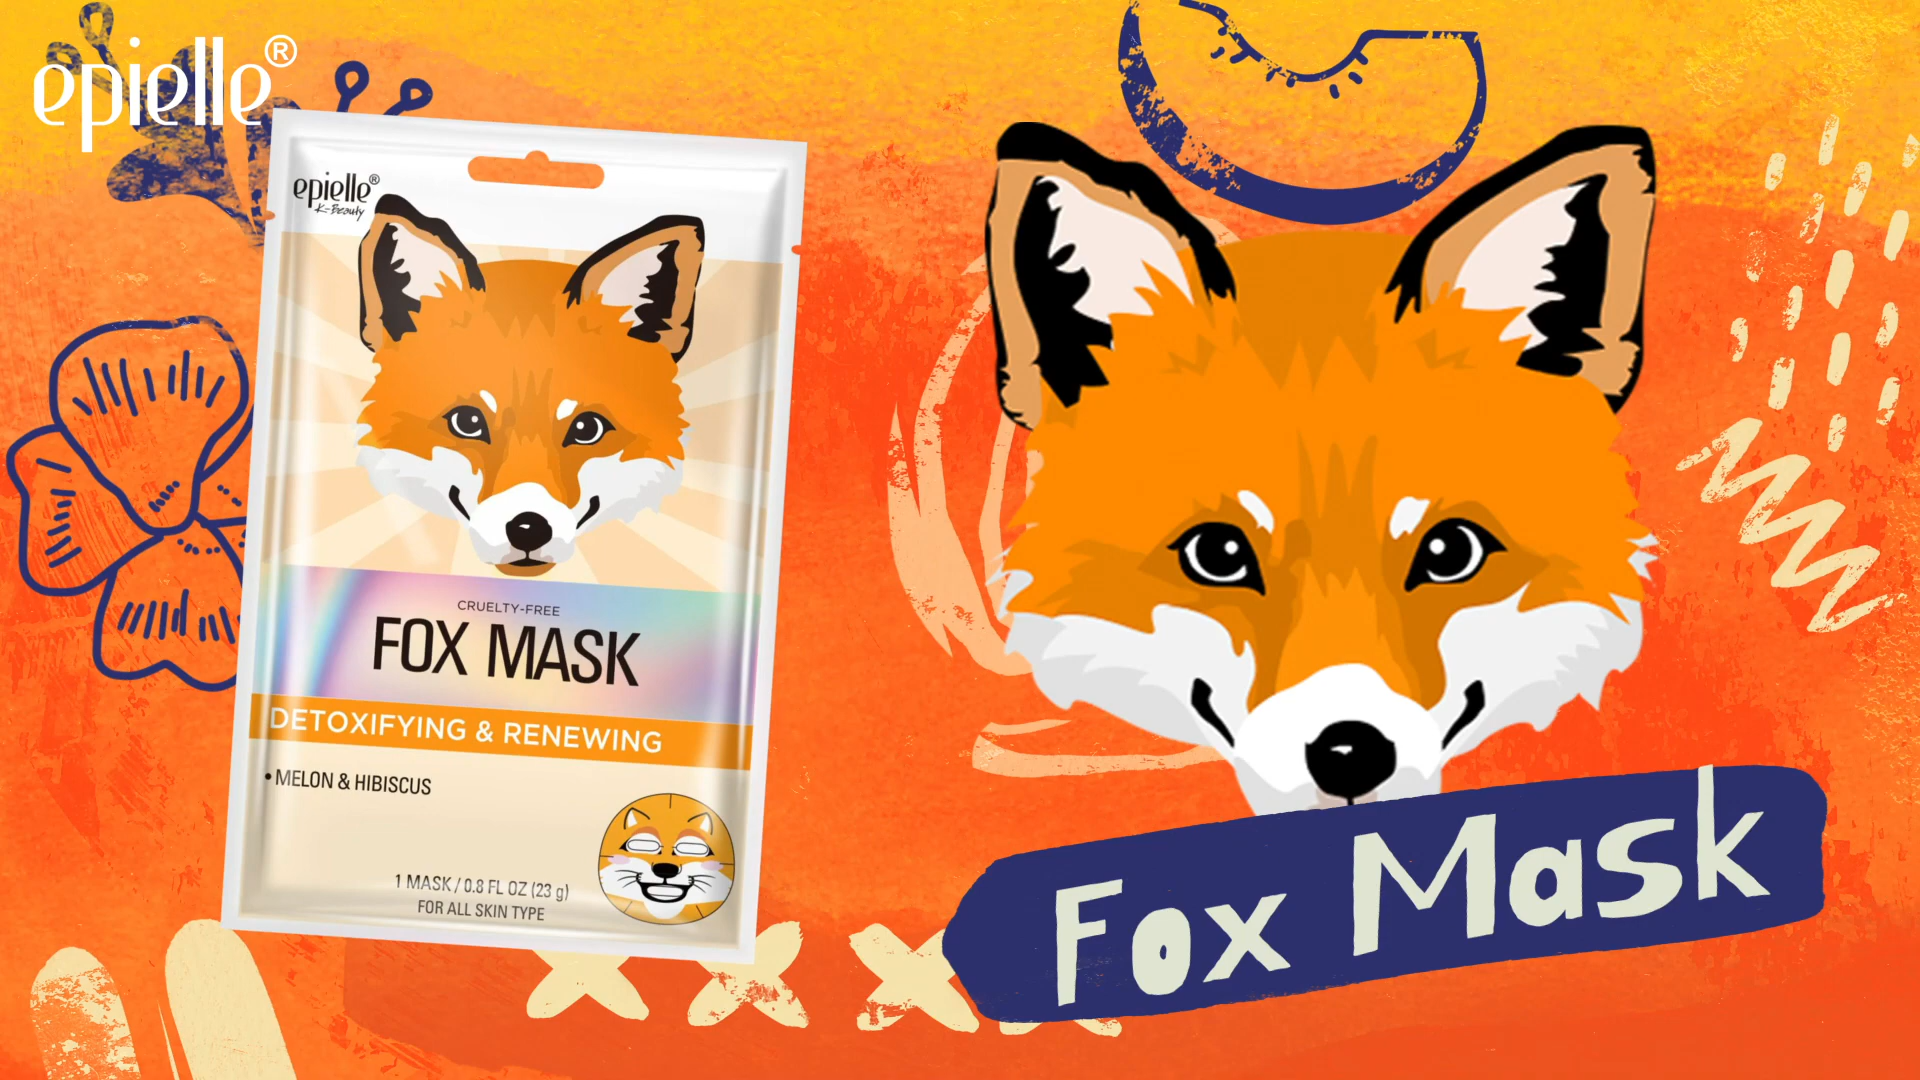 epielle®
epielle®
K-Beauty
CRUELTY-FREE
FOX MASK
DETOXIFYING & RENEWING
• MELON & HIBISCUS
1 MASK / 0.8 FL OZ (23 g)
FOR ALL SKIN TYPE
Fox Mask